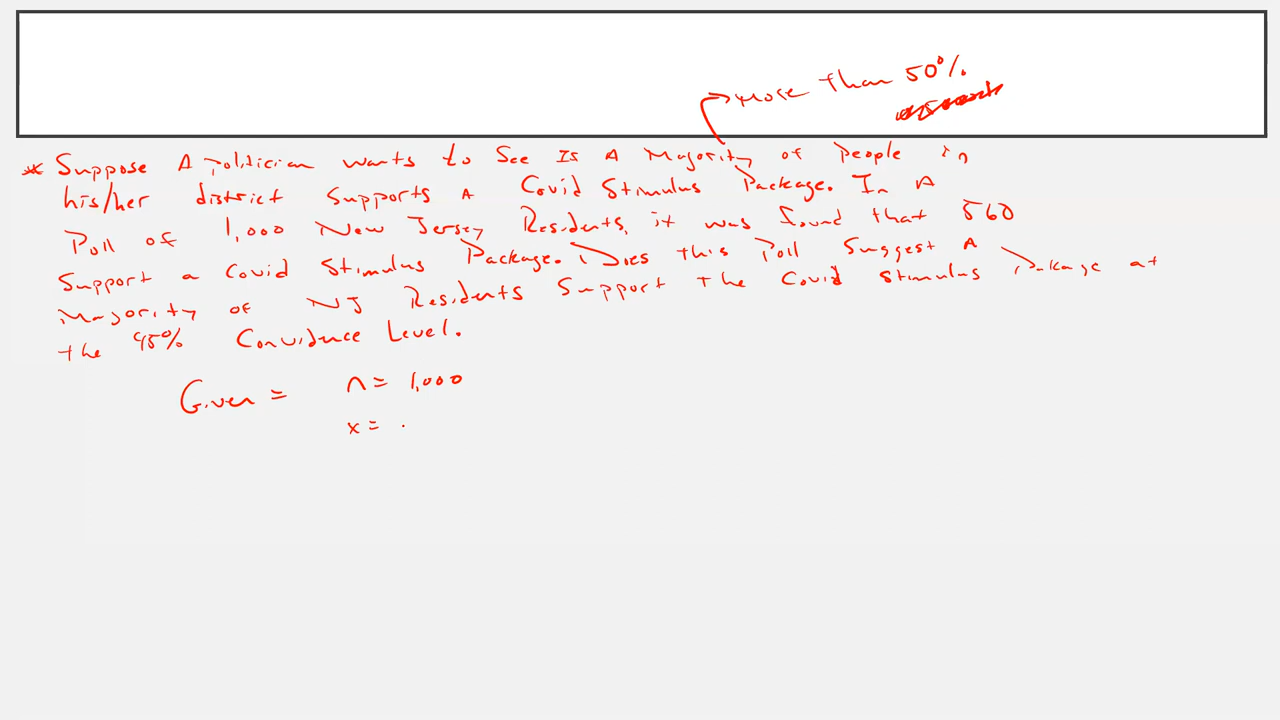 More than 50%
* Suppose A politician wants to See Is A Majority of people in
his/her district Supports A Covid Stimulus Package. In A
Poll of 1,000 New Jersey Residents, it was found that 560
Support a Covid Stimulus Package. Does this Poll Suggest A
Majority of NJ Residents Support the Covid Stimulus Package at
the 95% Convidence Level.
Given = n = 1,000
x =